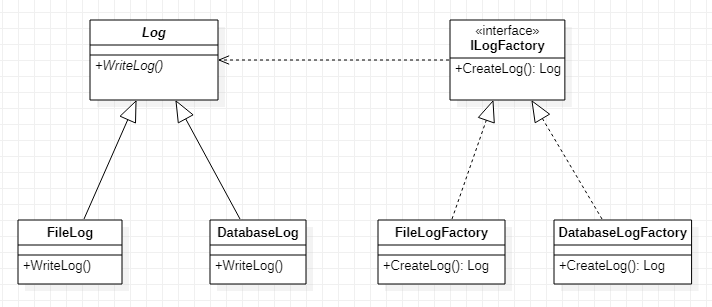 Log
+WriteLog()
«interface»
ILogFactory
+CreateLog(): Log
FileLog
+WriteLog()
DatabaseLog
+WriteLog()
FileLogFactory
+CreateLog(): Log
DatabaseLogFactory
+CreateLog(): Log